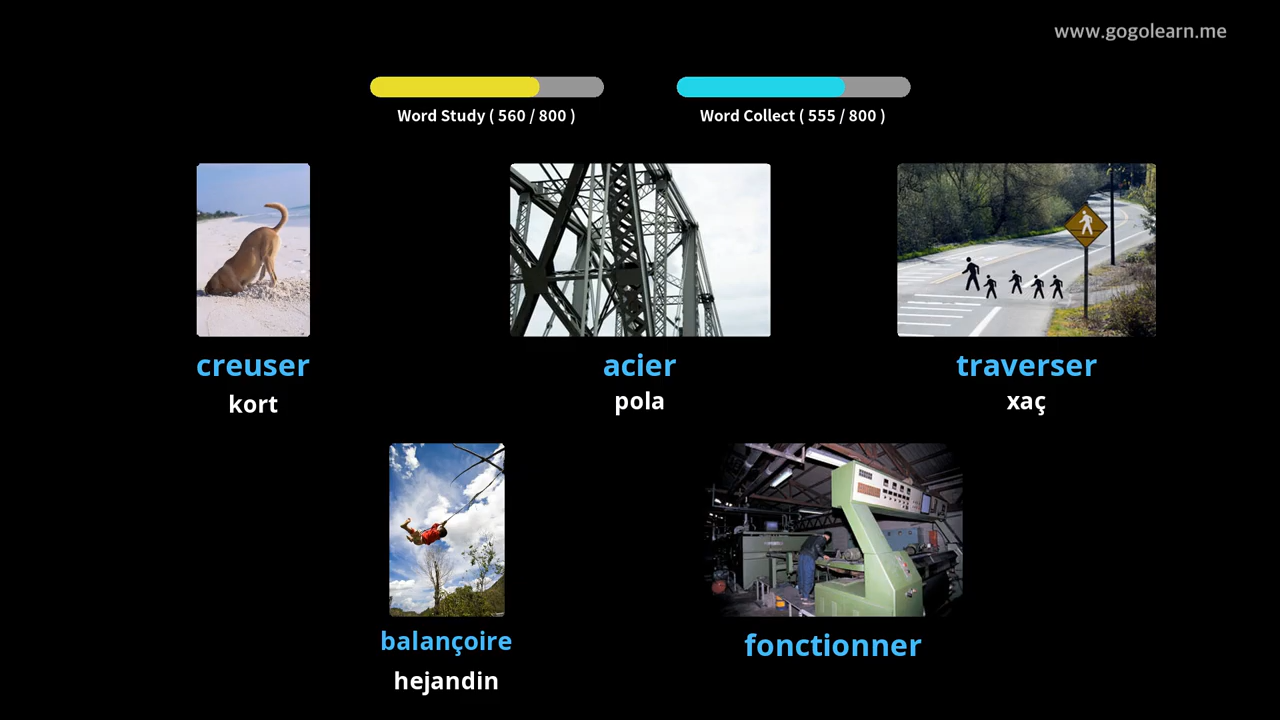 www.gogolearn.me
Word Study ( 560 / 800 )
Word Collect ( 555 / 800 )
creuser
kort
acier
pola
traverser
xaç
balançoire
hejandin
fonctionner